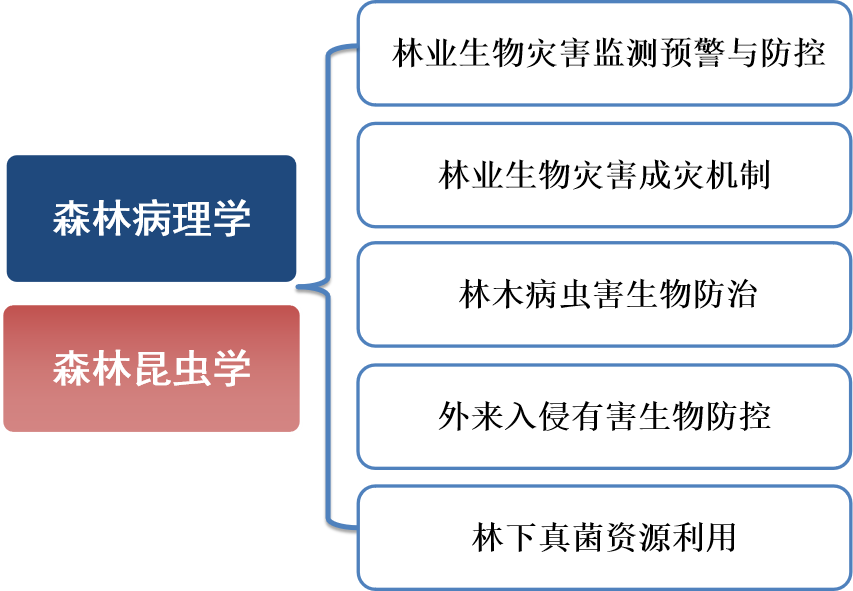 森林病理学
森林昆虫学
林业生物灾害监测预警与防控
林业生物灾害成灾机制
林木病虫害生物防治
外来入侵有害生物防控
林下真菌资源利用